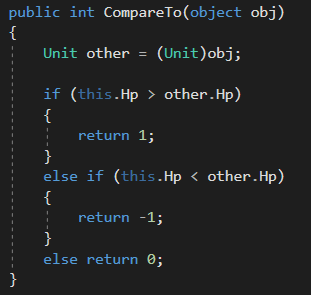 public int CompareTo(object obj)
{
    Unit other = (Unit)obj;

    if (this.Hp > other.Hp)
    {
        return 1;
    }
    else if (this.Hp < other.Hp)
    {
        return -1;
    }
    else return 0;
}